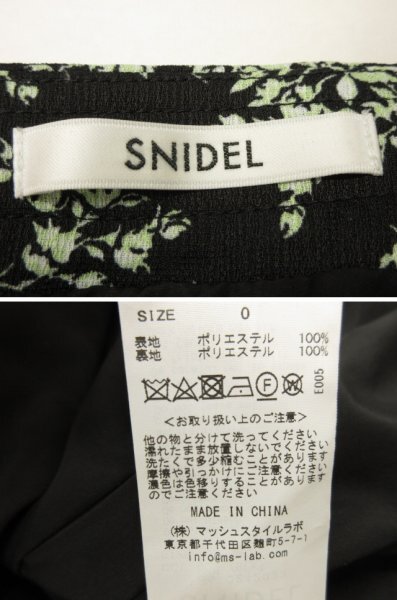 SNIDEL
SIZE 0
表地 ポリエステル 100%
裏地 ポリエステル 100%
E005
<お取り扱い上のご注意>
他の物と分けて洗ってください
濡れたまま放置しないでください
洗たくで多少縮むことがあります
摩擦や引っかけにご注意ください
濃色は色移りすることがあります
のでご注意ください
MADE IN CHINA
(株)マッシュスタイルラボ
東京都千代田区麹町5-7-1
info@ms-lab.com